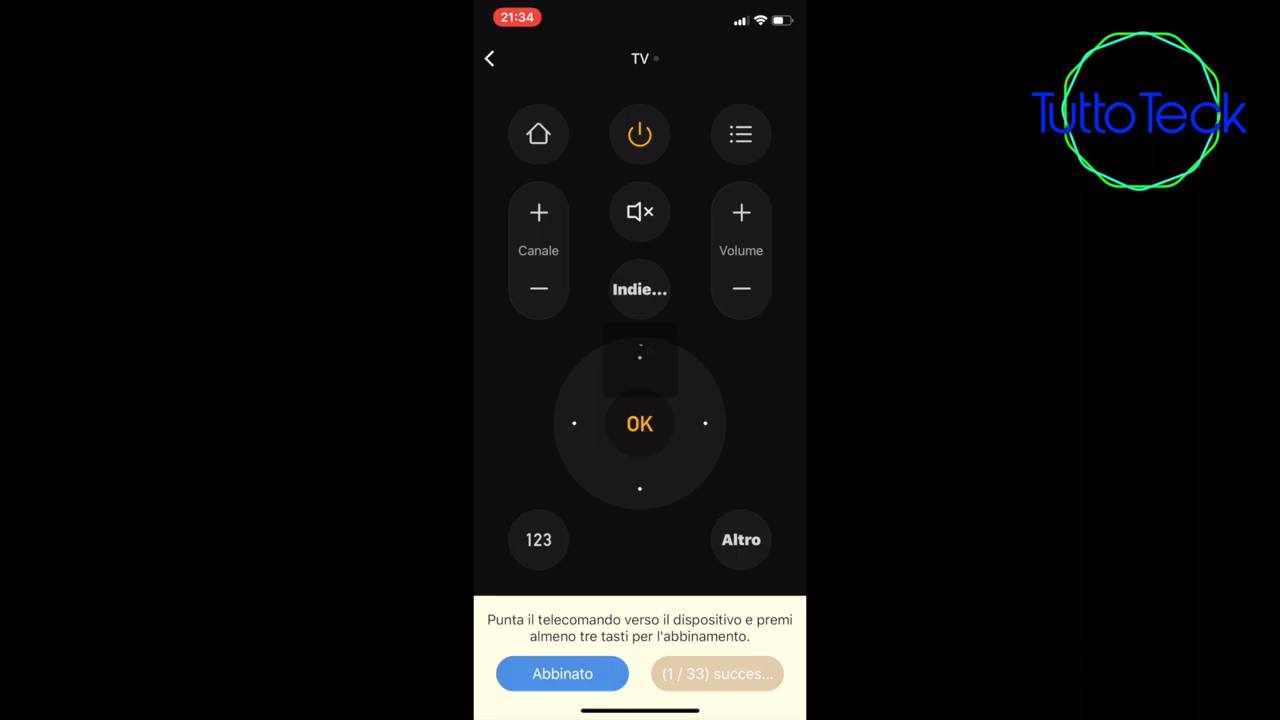 21:34
TV
TuttoTeck
Canale
Volume
Indie...
OK
123
Altro
Punta il telecomando verso il dispositivo e premi
almeno tre tasti per l'abbinamento.
Abbinato
(1 / 33) succes...